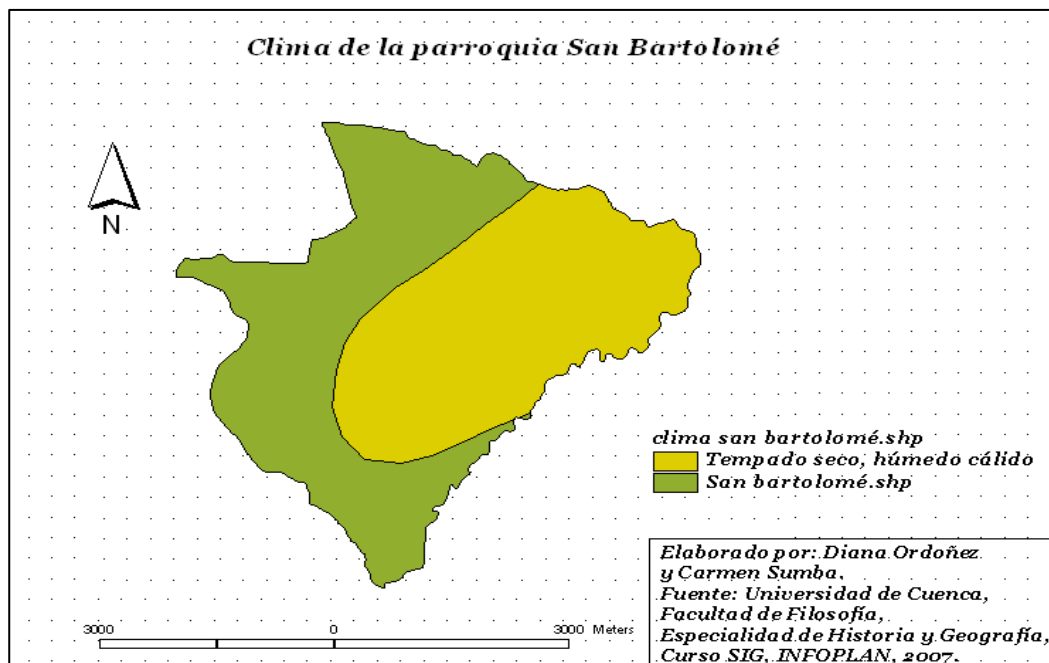 Clima de la parroquia San Bartolomé
N
clima san bartolomé.shp
Tempado seco, húmedo cálido
San bartolomé.shp
Elaborado por: Diana Ordoñez
y Carmen Sumba.
Fuente: Universidad de Cuenca,
Facultad de Filosofía,
Especialidad de Historia y Geografía,
Curso SIG, INFOPLAN, 2007.
3000 0 3000 Meters